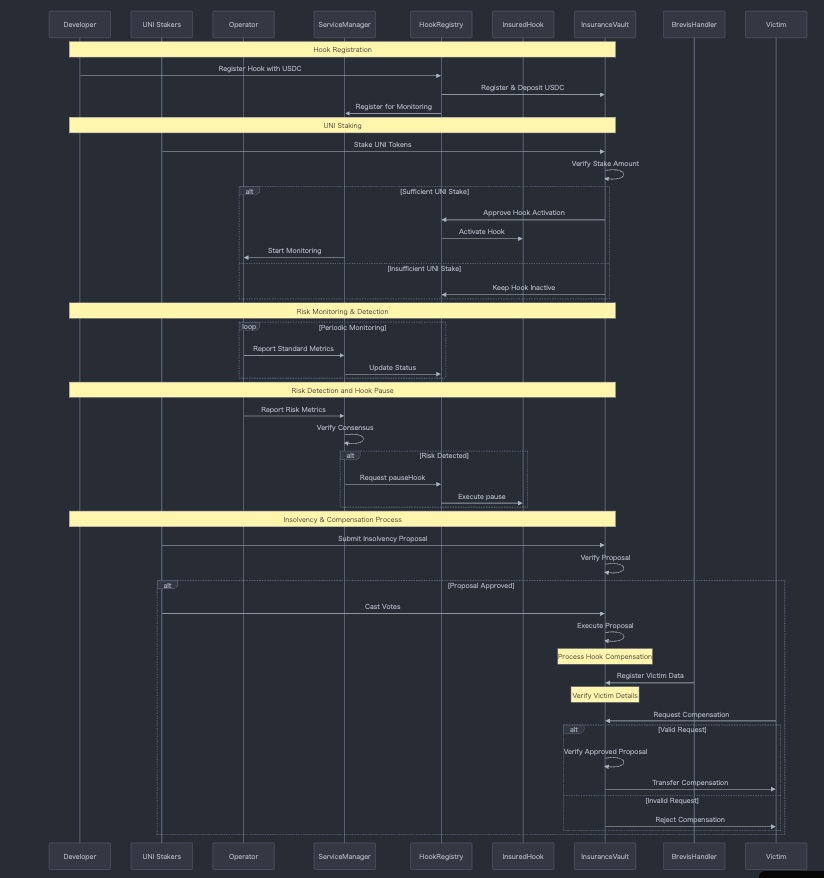 Developer
UNI Stakers
Operator
ServiceManager
HookRegistry
InsuredHook
InsuranceVault
BrevisHandler
Victim
Hook Registration
Register Hook with USDC
Register & Deposit USDC
Register for Monitoring
UNI Staking
Stake UNI Tokens
Verify Stake Amount
alt
[Sufficient UNI Stake]
Approve Hook Activation
Activate Hook
Start Monitoring
[Insufficient UNI Stake]
Keep Hook Inactive
Risk Monitoring & Detection
loop
[Periodic Monitoring]
Report Standard Metrics
Update Status
Risk Detection and Hook Pause
Report Risk Metrics
Verify Consensus
alt
[Risk Detected]
Request pauseHook
Execute pause
Insolvency & Compensation Process
Submit Insolvency Proposal
Verify Proposal
alt
[Proposal Approved]
Cast Votes
Execute Proposal
Process Hook Compensation
Register Victim Data
Verify Victim Details
Request Compensation
alt
[Valid Request]
Verify Approved Proposal
Transfer Compensation
[Invalid Request]
Reject Compensation
Developer
UNI Stakers
Operator
ServiceManager
HookRegistry
InsuredHook
InsuranceVault
BrevisHandler
Victim